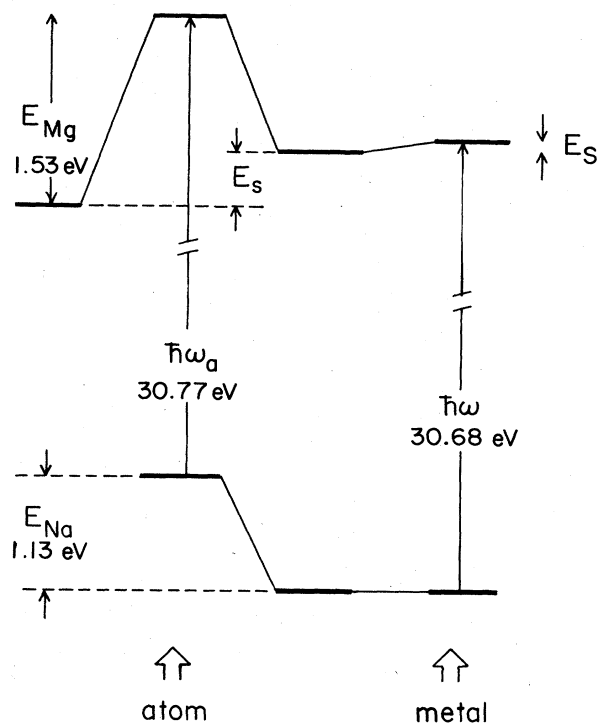 E_Mg
1.53 eV
E_s
E_s
ħω_a
30.77 eV
ħω
30.68 eV
E_Na
1.13 eV
atom
metal